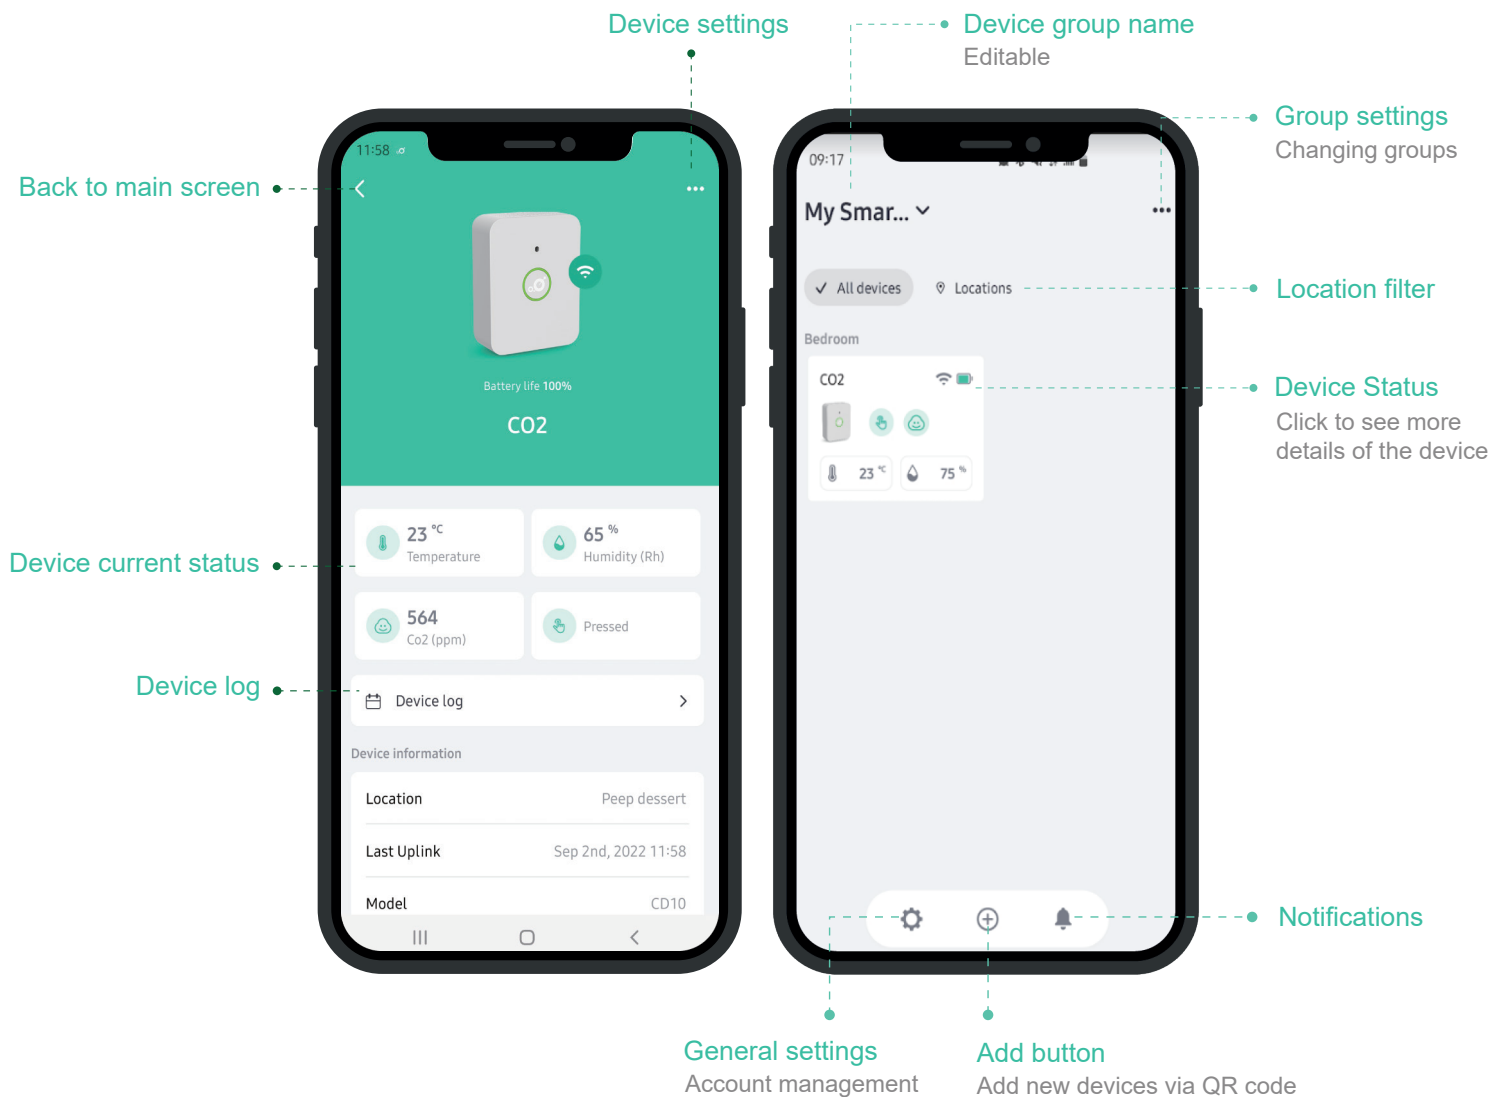 Device settings
Device group name
Editable
Group settings
Changing groups
Back to main screen
11:58
Battery life 100%
CO2
23 °C
Temperature
65 %
Humidity (Rh)
Device current status
564
Co2 (ppm)
Pressed
Device log
Device log
Device information
Location Peep dessert
Last Uplink Sep 2nd, 2022 11:58
Model CD10
09:17
My Smar...
All devices
Locations
Location filter
Bedroom
CO2
23 °C
75 %
Device Status
Click to see more
details of the device
Notifications
General settings
Account management
Add button
Add new devices via QR code